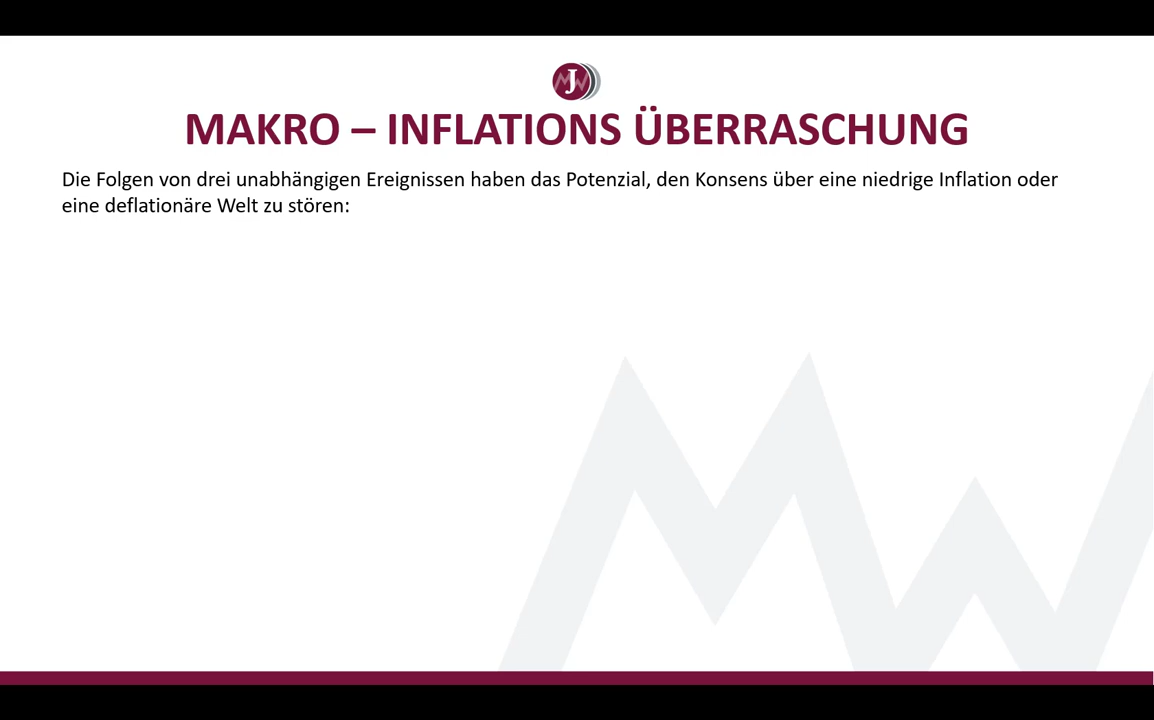 J
MAKRO – INFLATIONS ÜBERRASCHUNG
Die Folgen von drei unabhängigen Ereignissen haben das Potenzial, den Konsens über eine niedrige Inflation oder
eine deflationäre Welt zu stören: